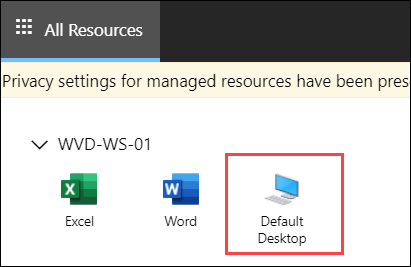 All Resources
Privacy settings for managed resources have been pres
WVD-WS-01
Excel
Word
Default
Desktop